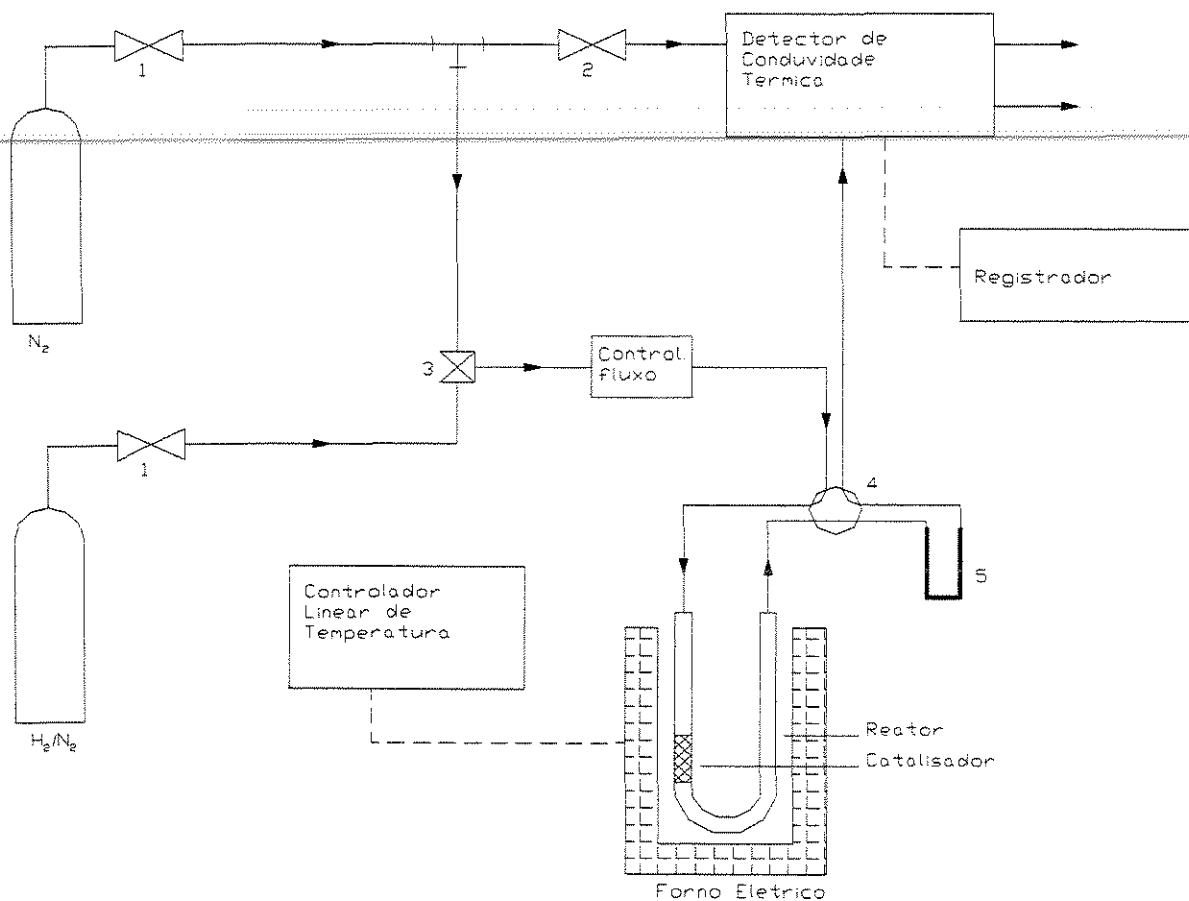 1
2
Detector de
Conduvidade
Termica
N₂
Registrador
3
Control.
fluxo
1
4
5
Controlador
Linear de
Temperatura
H₂/N₂
Reator
Catalisador
Forno Eletrico